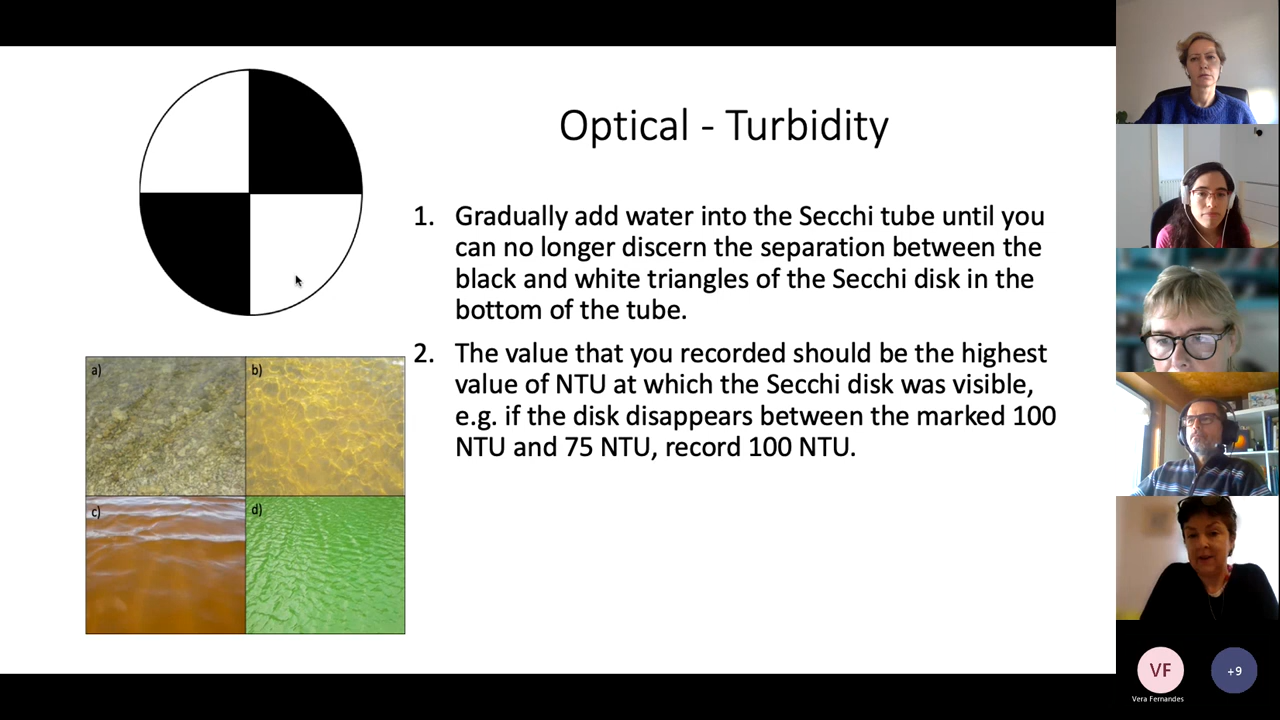 Optical - Turbidity
1. Gradually add water into the Secchi tube until you
can no longer discern the separation between the
black and white triangles of the Secchi disk in the
bottom of the tube.
2. The value that you recorded should be the highest
value of NTU at which the Secchi disk was visible,
e.g. if the disk disappears between the marked 100
NTU and 75 NTU, record 100 NTU.
a)
b)
c)
d)
VF
+9
Vera Fernandes